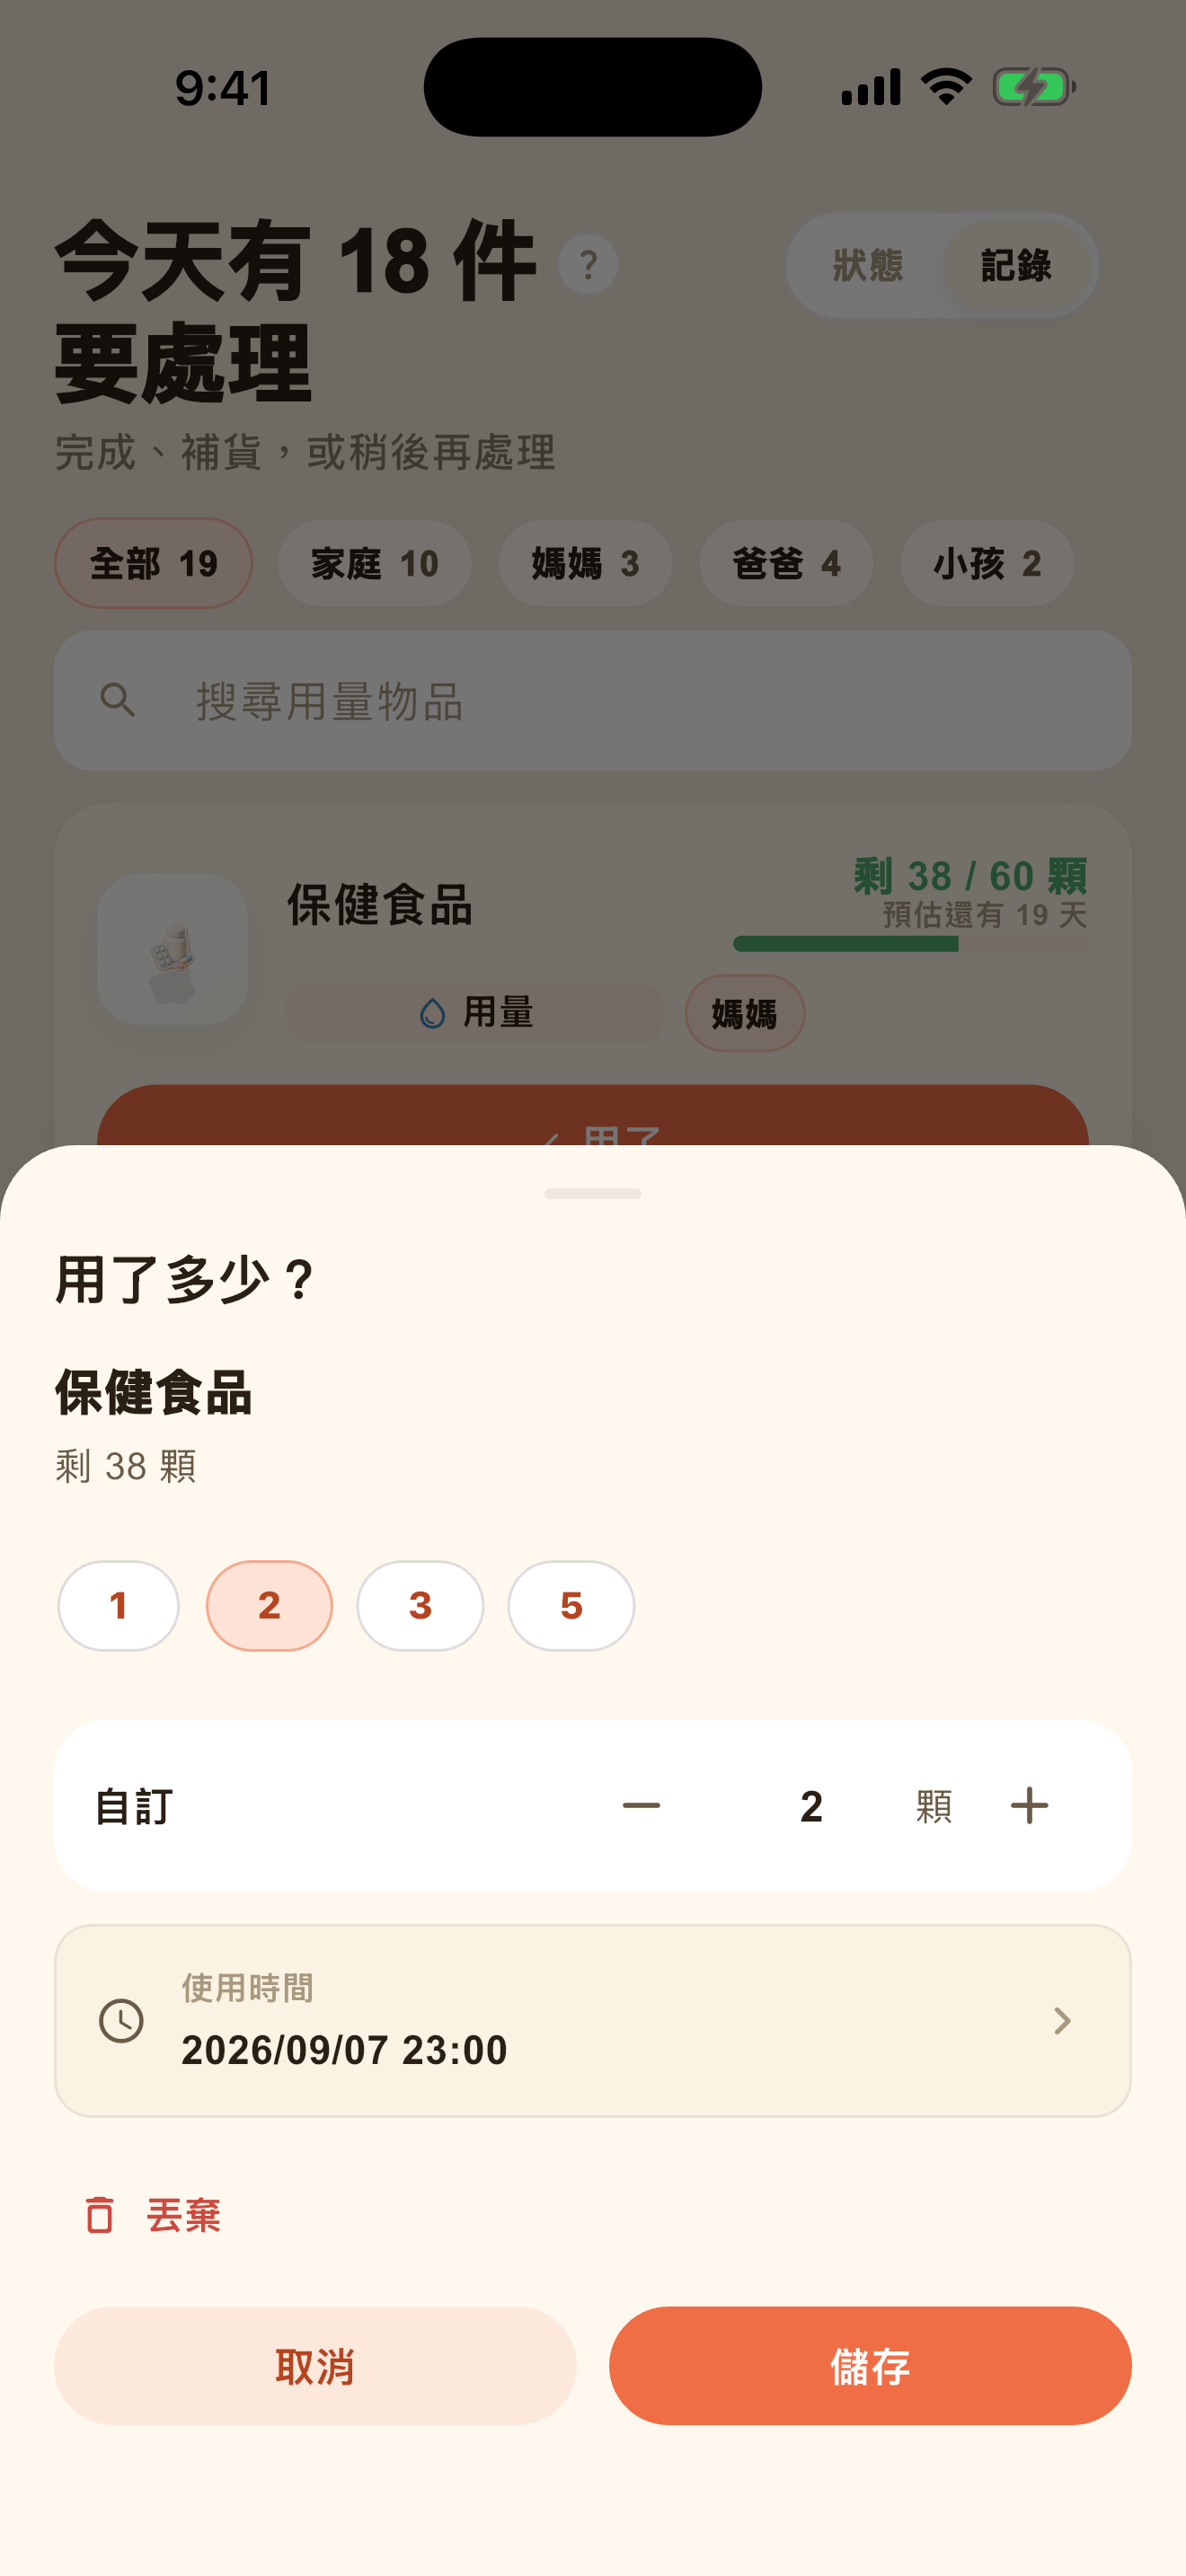 9:41
今天有 18 件
要處理
?
狀態 記錄
完成、補貨，或稍後再處理
全部 19 家庭 10 媽媽 3 爸爸 4 小孩 2
搜尋用量物品
保健食品
剩 38 / 60 顆
預估還有 19 天
用量 媽媽
用了
用了多少？
保健食品
剩 38 顆
1 2 3 5
自訂 2 顆
使用時間
2026/09/07 23:00
丟棄
取消 儲存